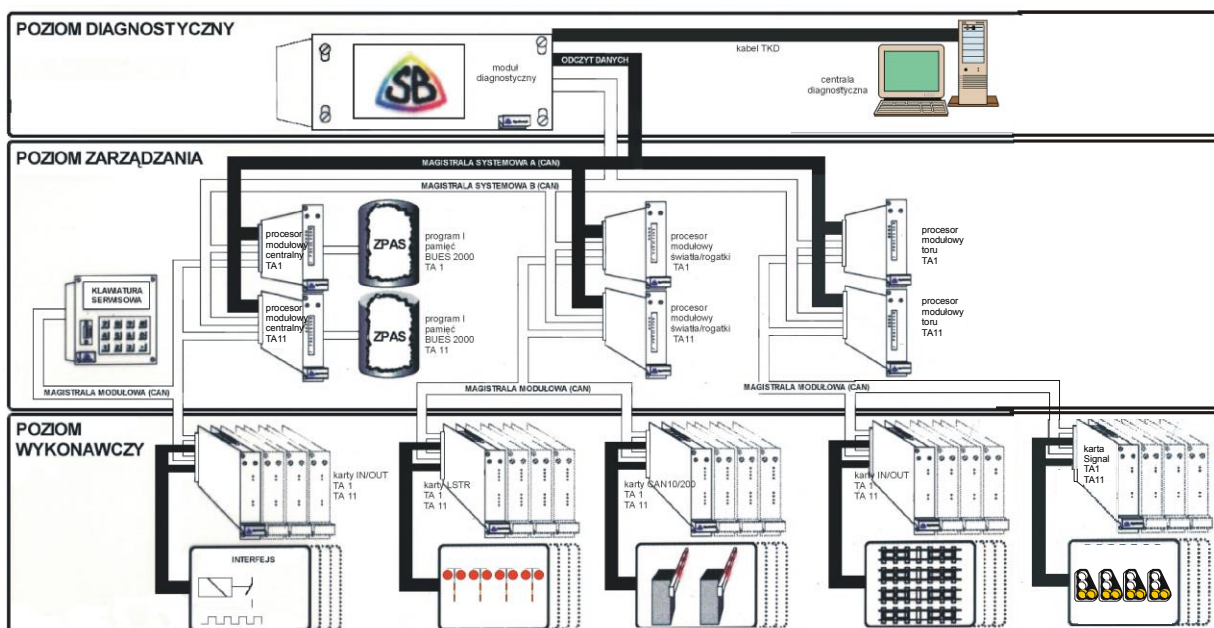 POZIOM DIAGNOSTYCZNY
SB
moduł
diagnostyczny
ODCZYT DANYCH
kabel TKD
centrala
diagnostyczna
POZIOM ZARZĄDZANIA
MAGISTRALA SYSTEMOWA A (CAN)
MAGISTRALA SYSTEMOWA B (CAN)
procesor
modułowy
centralny
TA1
ZPAS
program I
pamięć
BUES 2000
TA 1
procesor
modułowy
światła/rogatki
TA1
procesor
modułowy
toru
TA1
KLAWIATURA
SERWISOWA
procesor
modułowy
centralny
TA11
ZPAS
program I
pamięć
BUES 2000
TA 11
procesor
modułowy
światła/rogatki
TA11
procesor
modułowy
toru
TA11
MAGISTRALA MODUŁOWA (CAN)
MAGISTRALA MODUŁOWA (CAN)
MAGISTRALA MODUŁOWA (CAN)
POZIOM
WYKONAWCZY
karty IN/OUT
TA 1
TA 11
karty LSTR
TA 1
TA 11
karty CAN10/200
TA 1
TA 11
karty IN/OUT
TA 1
TA 11
karta
Signal
TA1
TA11
INTERFEJS